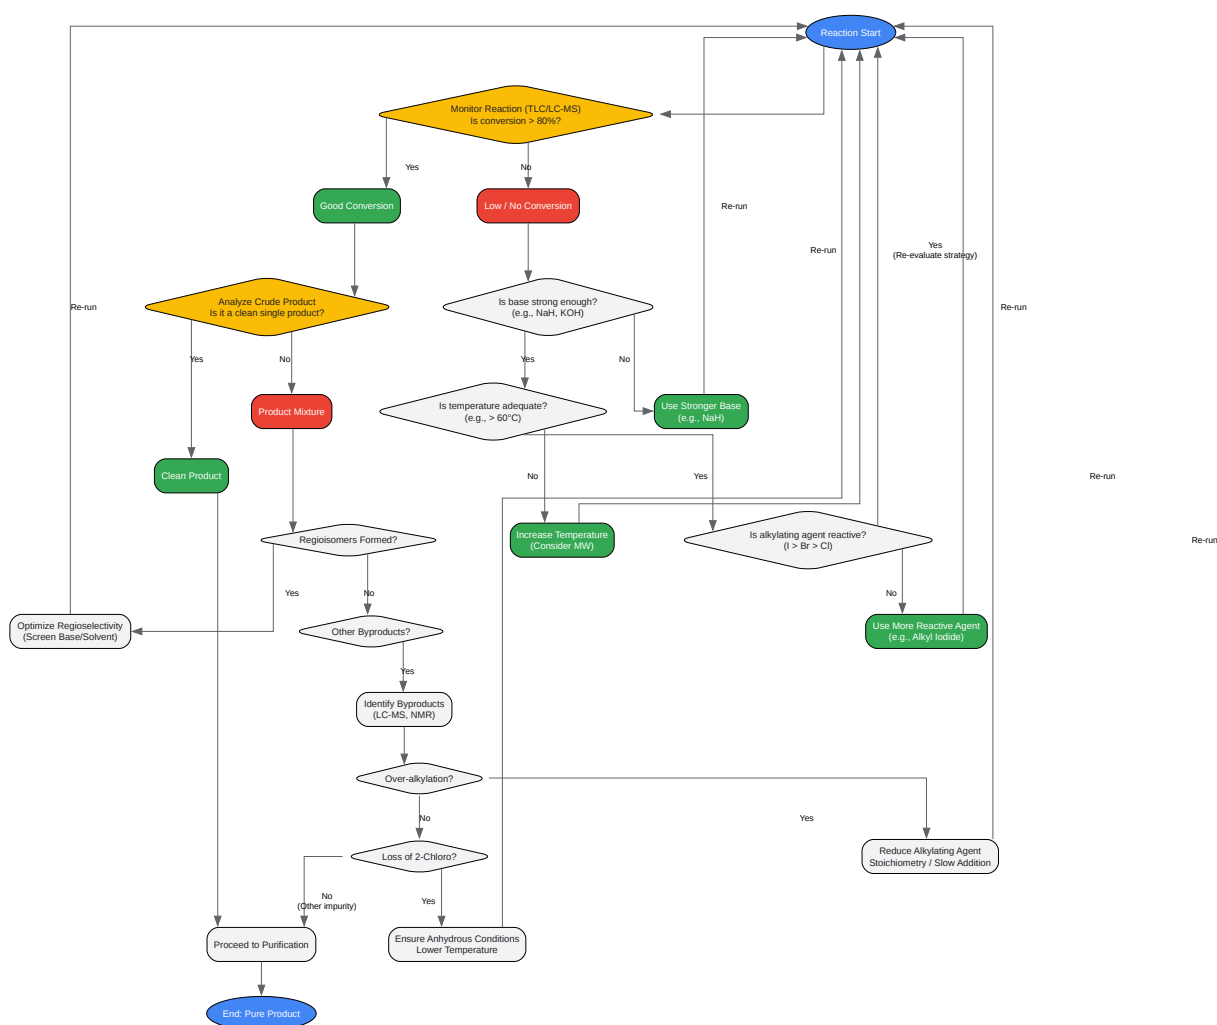 Reaction Start
Monitor Reaction (TLC/LC-MS)
Is conversion > 80%?
Yes
No
Good Conversion
Low / No Conversion
Re-run
Re-run
Yes
(Re-evaluate strategy)
Re-run
Re-run
Analyze Crude Product
Is it a clean single product?
Is base strong enough?
(e.g., NaH, KOH)
Yes
No
Yes
No
Product Mixture
Is temperature adequate?
(e.g., > 60°C)
Use Stronger Base
(e.g., NaH)
Clean Product
No
Yes
Re-run
Regioisomers Formed?
Increase Temperature
(Consider MW)
Is alkylating agent reactive?
(I > Br > Cl)
Re-run
Yes
No
No
Optimize Regioselectivity
(Screen Base/Solvent)
Other Byproducts?
Use More Reactive Agent
(e.g., Alkyl Iodide)
Yes
Identify Byproducts
(LC-MS, NMR)
Over-alkylation?
No
Yes
Loss of 2-Chloro?
Reduce Alkylating Agent
Stoichiometry / Slow Addition
No
(Other impurity)
Yes
Proceed to Purification
Ensure Anhydrous Conditions
Lower Temperature
End: Pure Product